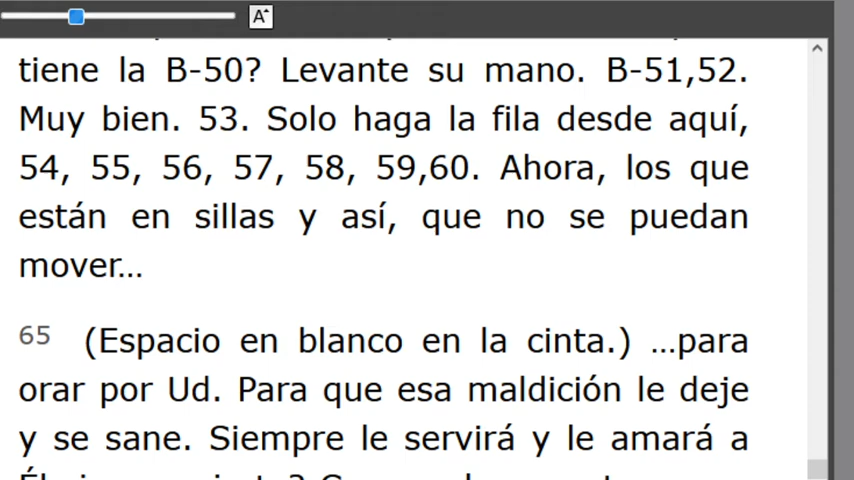 A
tiene la B-50? Levante su mano. B-51,52.
Muy bien. 53. Solo haga la fila desde aquí,
54, 55, 56, 57, 58, 59,60. Ahora, los que
están en sillas y así, que no se puedan
mover…
65 (Espacio en blanco en la cinta.) …para
orar por Ud. Para que esa maldición le deje
y se sane. Siempre le servirá y le amará a